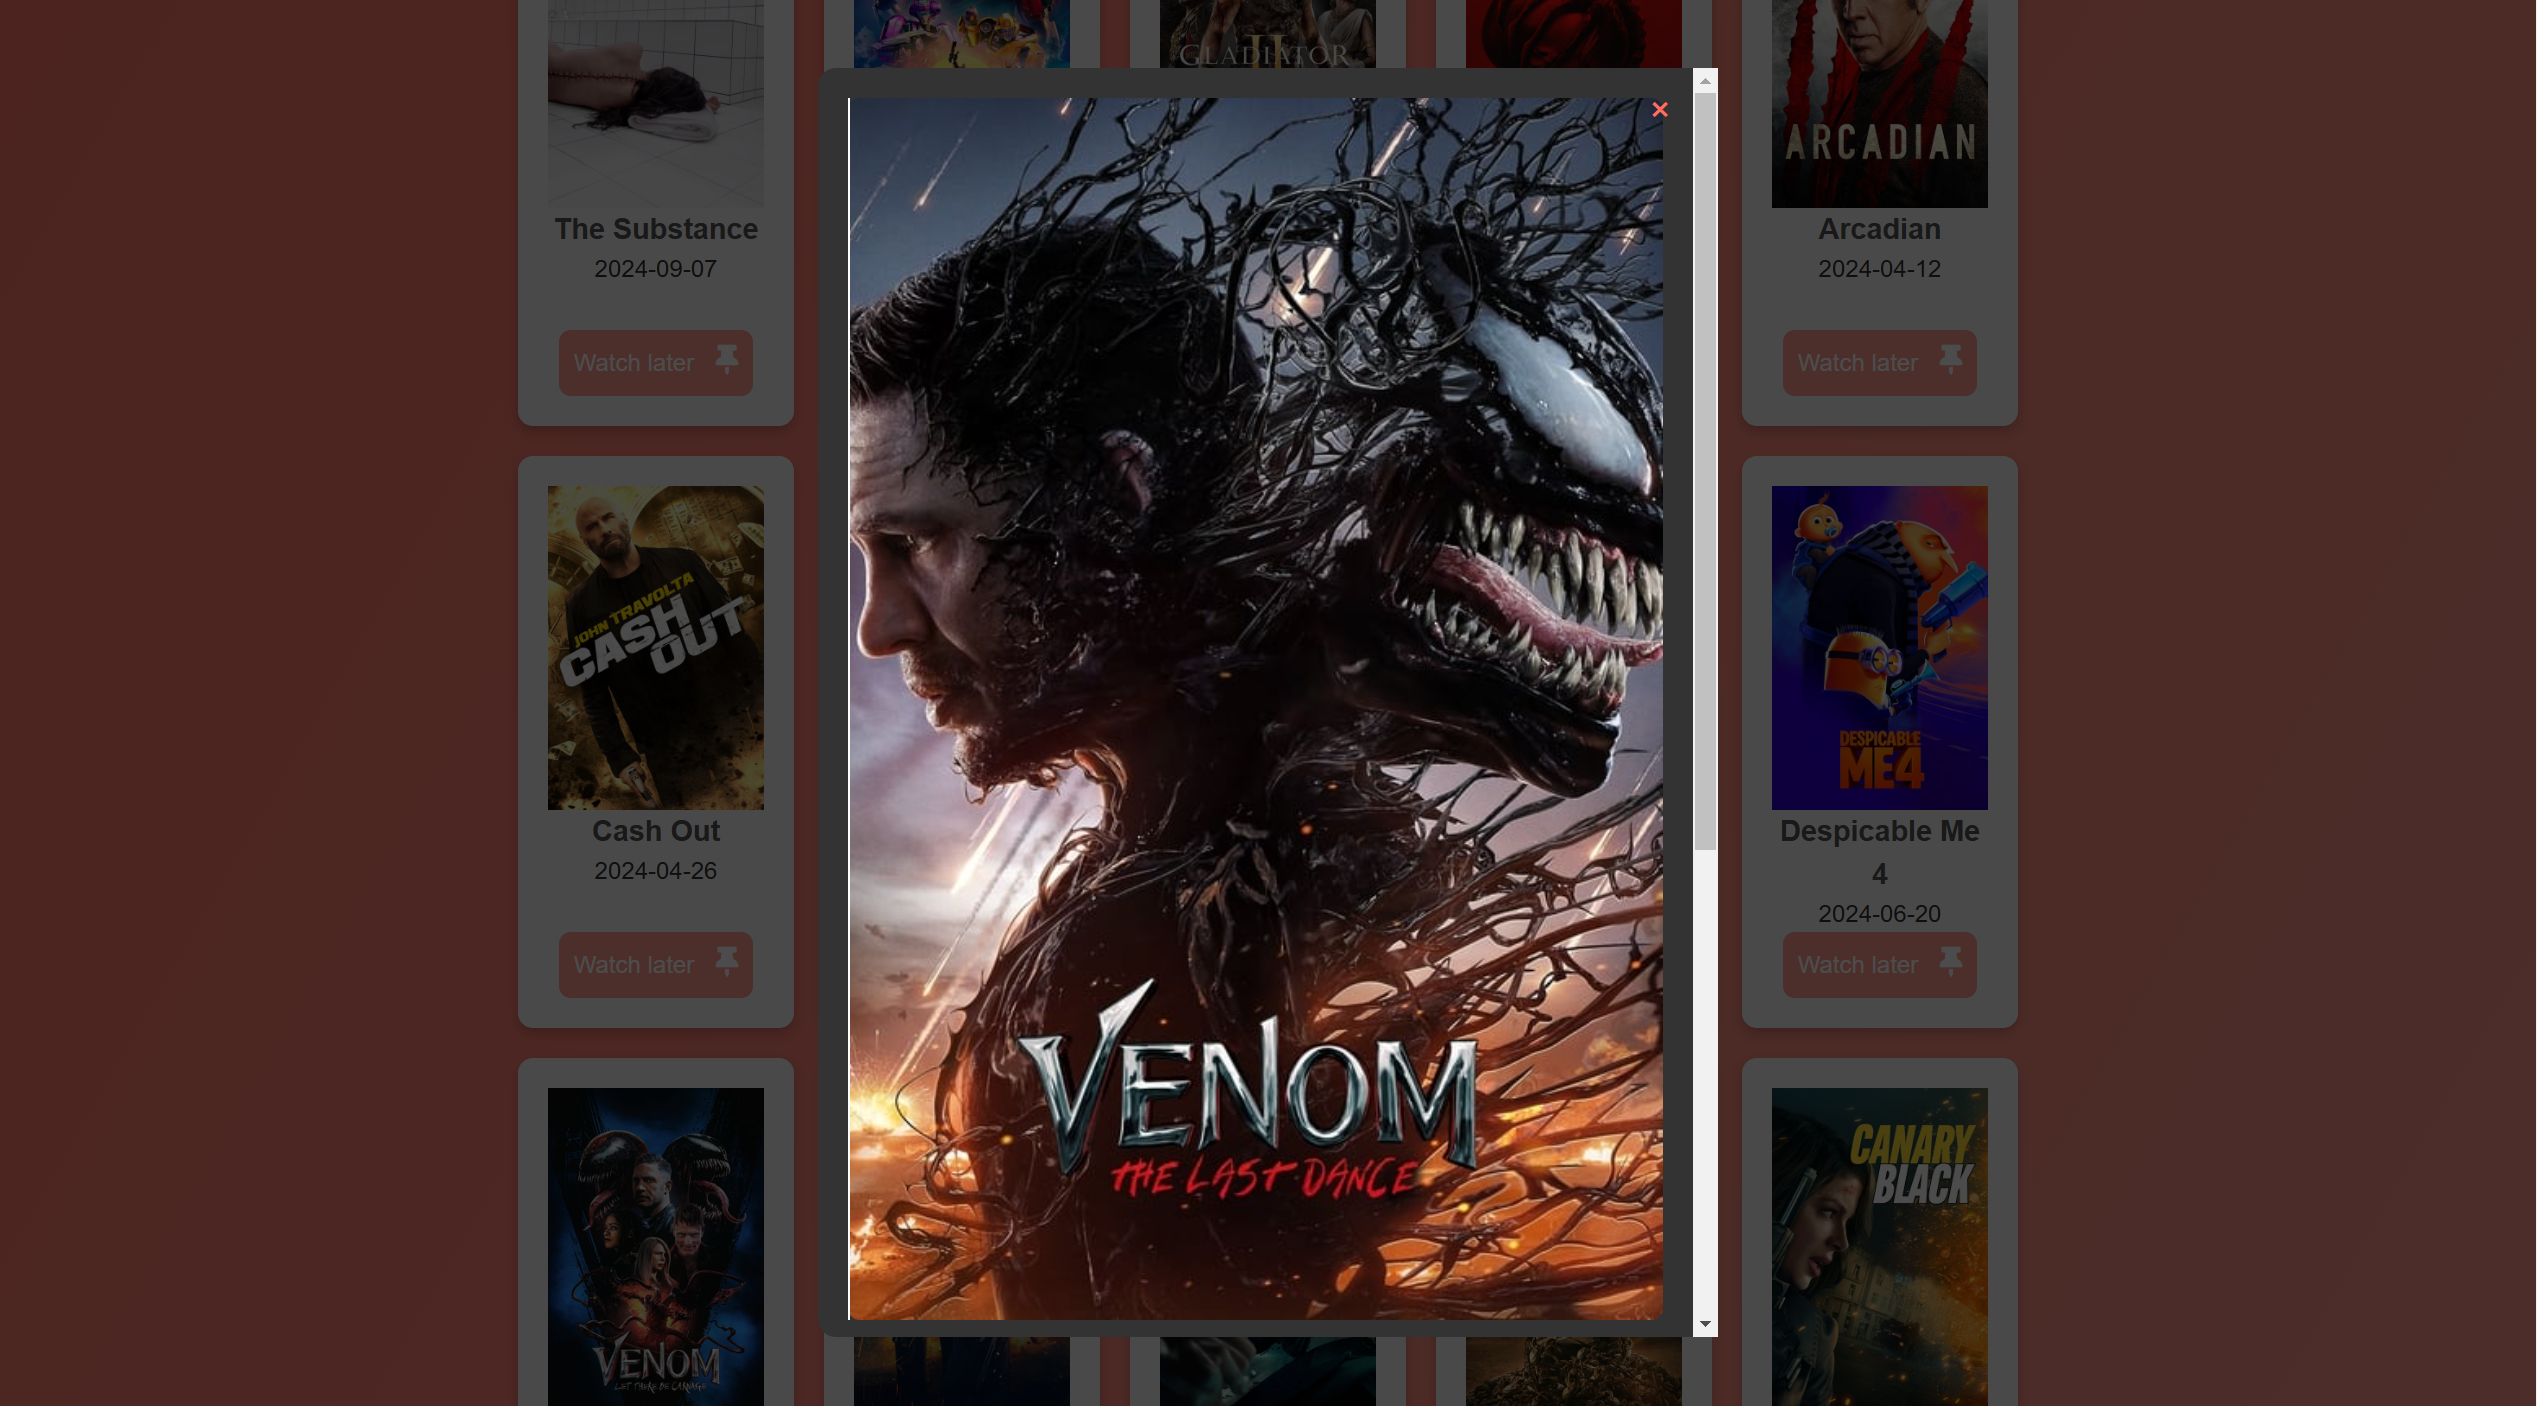 GLADIATOR
II
ARCADIAN
The Substance
2024-09-07
Watch later
Arcadian
2024-04-12
Watch later
JOHN TRAVOLTA
CASH
OUT
Cash Out
2024-04-26
Watch later
VENOM
THE LAST DANCE
DESPICABLE
ME4
Despicable Me
4
2024-06-20
Watch later
VENOM
LET THERE BE CARNAGE
CANARY
BLACK